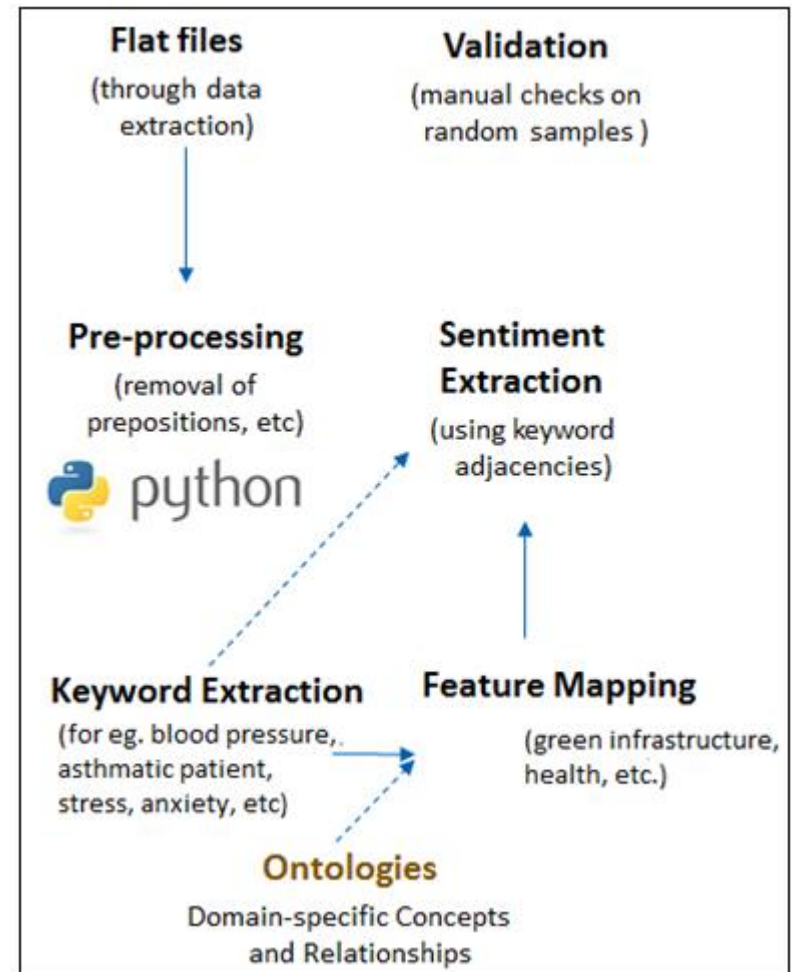 Flat files
(through data
extraction)
Validation
(manual checks on
random samples )
Pre-processing
(removal of
prepositions, etc)
python
Sentiment
Extraction
(using keyword
adjacencies)
Keyword Extraction
(for eg. blood pressure,.
asthmatic patient,
stress, anxiety, etc)
Feature Mapping
(green infrastructure,
health, etc.)
Ontologies
Domain-specific Concepts
and Relationships